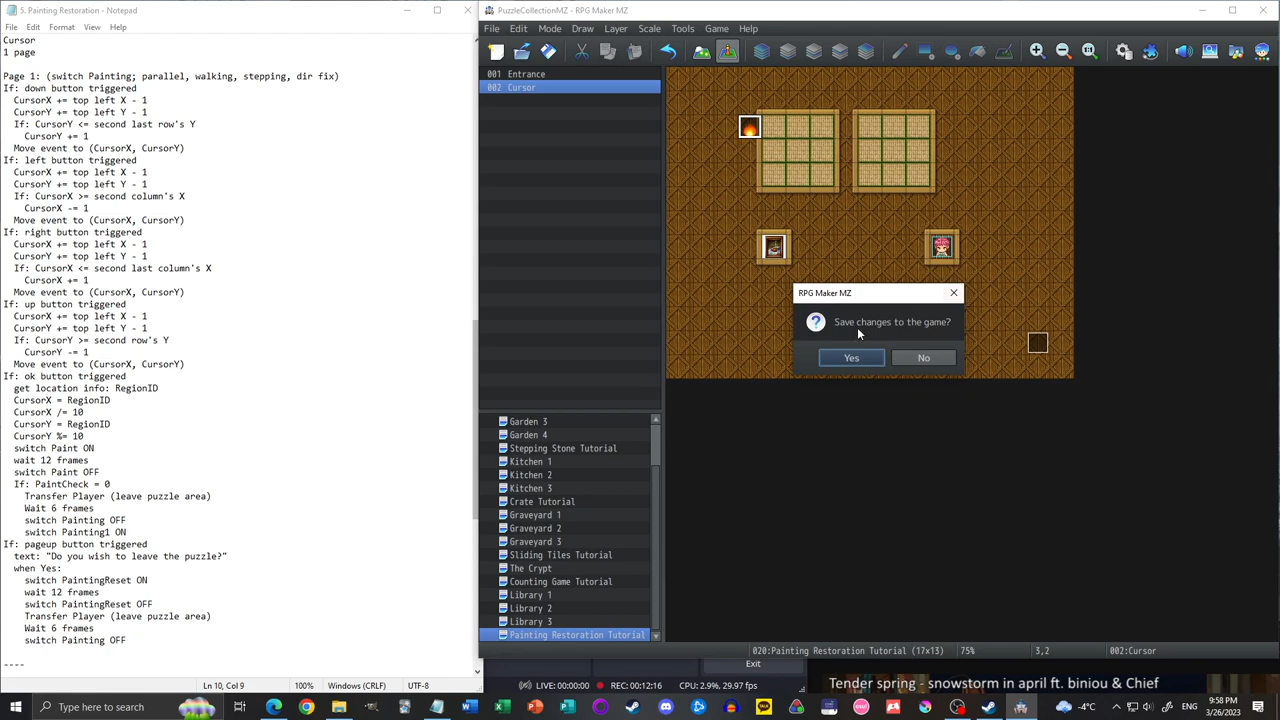 5. Painting Restoration - Notepad
File Edit Format View Help
Cursor
1 page
Page 1: (switch Painting; parallel, walking, stepping, dir fix)
If: down button triggered
CursorX += top left X - 1
CursorY += top left Y - 1
If: CursorY <= second last row's Y
CursorY += 1
Move event to (CursorX, CursorY)
If: left button triggered
CursorX += top left X - 1
CursorY += top left Y - 1
If: CursorX >= second column's X
CursorX -= 1
Move event to (CursorX, CursorY)
If: right button triggered
CursorX += top left X - 1
CursorY += top left Y - 1
If: CursorX <= second last column's X
CursorX += 1
Move event to (CursorX, CursorY)
If: up button triggered
CursorX += top left X - 1
CursorY += top left Y - 1
If: CursorY >= second row's Y
CursorY -= 1
Move event to (CursorX, CursorY)
If: ok button triggered
get location info: RegionID
CursorX = RegionID
CursorX /= 10
CursorY = RegionID
CursorY %= 10
switch Paint ON
wait 12 frames
switch Paint OFF
If: PaintCheck = 0
Transfer Player (leave puzzle area)
Wait 6 frames
switch Painting OFF
switch Painting1 ON
If: pageup button triggered
text: "Do you wish to leave the puzzle?"
when Yes:
switch PaintingReset ON
wait 12 frames
switch PaintingReset OFF
Transfer Player (leave puzzle area)
Wait 6 frames
switch Painting OFF
----
Ln 10, Col 9 100% Windows (CRLF) UTF-8
PuzzleCollectionMZ - RPG Maker MZ
File Edit Mode Draw Layer Scale Tools Game Help
001 Entrance
002 Cursor
RPG Maker MZ
Save changes to the game?
Yes No
Garden 3
Garden 4
Stepping Stone Tutorial
Kitchen 1
Kitchen 2
Kitchen 3
Crate Tutorial
Graveyard 1
Graveyard 2
Graveyard 3
Sliding Tiles Tutorial
The Crypt
Counting Game Tutorial
Library 1
Library 2
Library 3
Painting Restoration Tutorial
020:Painting Restoration Tutorial (17x13) 75% 3,2 002:Cursor
Exit
LIVE: 00:00:00 REC: 00:12:16 CPU: 2.9%, 29.97 fps
Tender spring - snowstorm in april ft. biniou & Chief
Type here to search
-4°C
9:58 PM
3/26/2023